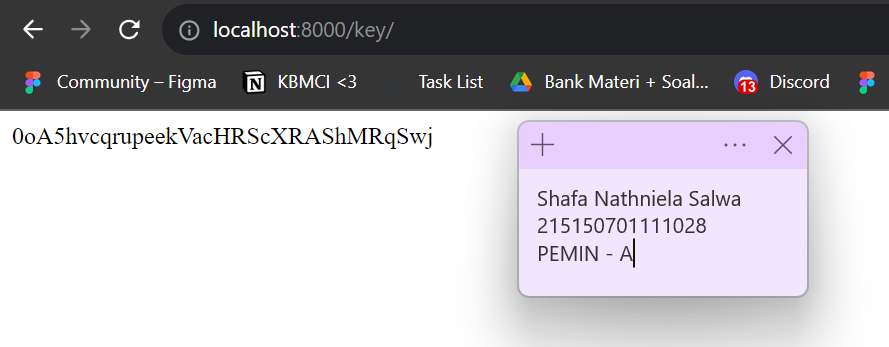 localhost:8000/key/
Community – Figma
KBMCI <3
Task List
Bank Materi + Soal...
13
Discord
0oA5hvcqrupeekVacHRScXRAShMRqSwj
Shafa Nathniela Salwa
215150701111028
PEMIN - A